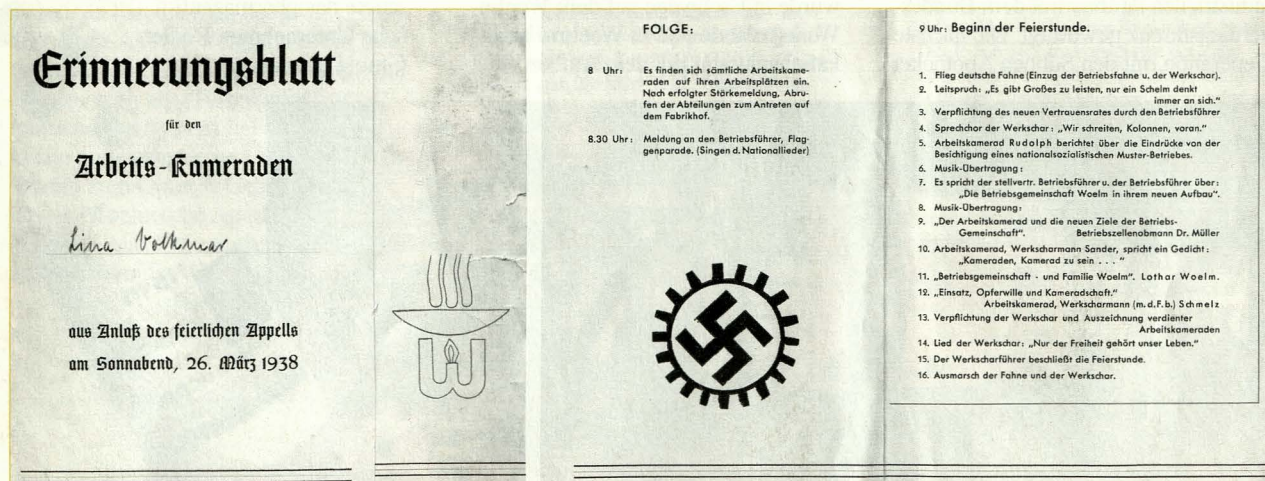 Erinnerungsblatt
für den
Arbeits-Kameraden
Lina Volkmar
aus Anlaß des feierlichen Appells
am Sonnabend, 26. März 1938
W
FOLGE:
8 Uhr: Es finden sich sämtliche Arbeitskame-
raden auf ihren Arbeitsplätzen ein.
Nach erfolgter Stärkemeldung, Abru-
fen der Abteilungen zum Antreten auf
dem Fabrikhof.
8.30 Uhr: Meldung an den Betriebsführer, Flag-
genparade. (Singen d. Nationallieder)
9 Uhr: Beginn der Feierstunde.
1. Flieg deutsche Fahne (Einzug der Betriebsfahne u. der Werkschar).
2. Leitspruch: „Es gibt Großes zu leisten, nur ein Schelm denkt
immer an sich."
3. Verpflichtung des neuen Vertrauensrates durch den Betriebsführer
4. Sprechchor der Werkschar: „Wir schreiten, Kolonnen, voran."
5. Arbeitskamerad Rudolph berichtet über die Eindrücke von der
Besichtigung eines nationalsozialistischen Muster-Betriebes.
6. Musik-Übertragung:
7. Es spricht der stellvertr. Betriebsführer u. der Betriebsführer über:
„Die Betriebsgemeinschaft Woelm in ihrem neuen Aufbau".
8. Musik-Übertragung:
9. „Der Arbeitskamerad und die neuen Ziele der Betriebs-
Gemeinschaft". Betriebszellenobmann Dr. Müller
10. Arbeitskamerad, Werkscharmann Sander, spricht ein Gedicht:
„Kameraden, Kamerad zu sein . . . "
11. „Betriebsgemeinschaft - und Familie Woelm". Lothar Woelm.
12. „Einsatz, Opferwille und Kameradschaft."
Arbeitskamerad, Werkscharmann (m.d.F.b.) Schmelz
13. Verpflichtung der Werkschar und Auszeichnung verdienter
Arbeitskameraden
14. Lied der Werkschar: „Nur der Freiheit gehört unser Leben."
15. Der Werkscharführer beschließt die Feierstunde.
16. Ausmarsch der Fahne und der Werkschar.